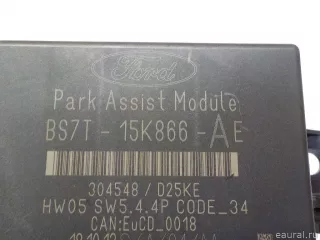 Ford
Park Assist Module
BS7T - 15K866 - AE
304548 / D25KE
HW05 SW5.4.4P CODE_34
CAN:EuCD_0018
eaural.ru